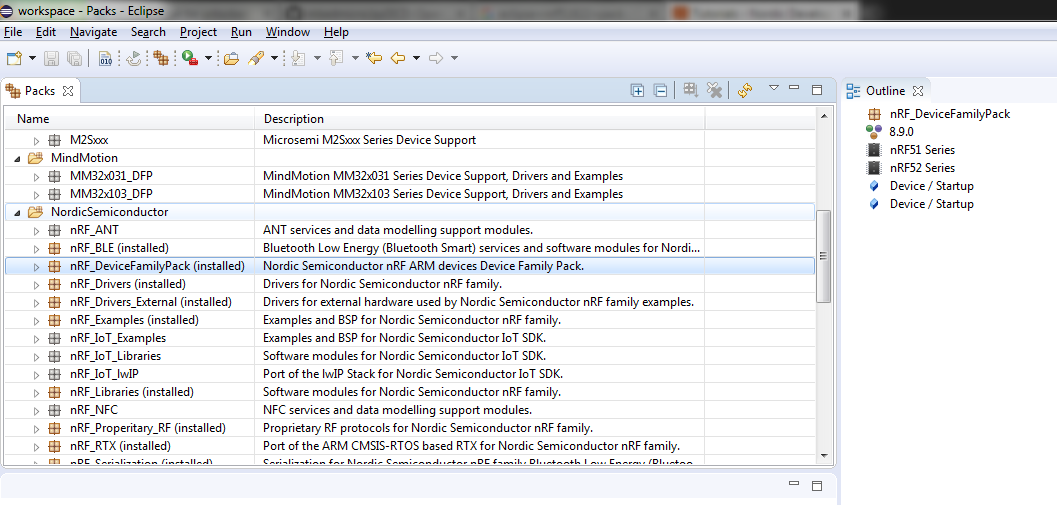 workspace - Packs - Eclipse
File Edit Navigate Search Project Run Window Help
010
Packs
Name Description
M2Sxxx Microsemi M2Sxxx Series Device Support
MindMotion
MM32x031_DFP MindMotion MM32x031 Series Device Support, Drivers and Examples
MM32x103_DFP MindMotion MM32x103 Series Device Support, Drivers and Examples
NordicSemiconductor
nRF_ANT ANT services and data modelling support modules.
nRF_BLE (installed) Bluetooth Low Energy (Bluetooth Smart) services and software modules for Nordi...
nRF_DeviceFamilyPack (installed) Nordic Semiconductor nRF ARM devices Device Family Pack.
nRF_Drivers (installed) Drivers for Nordic Semiconductor nRF family.
nRF_Drivers_External (installed) Drivers for external hardware used by Nordic Semiconductor nRF family examples.
nRF_Examples (installed) Examples and BSP for Nordic Semiconductor nRF family.
nRF_IoT_Examples Examples and BSP for Nordic Semiconductor IoT SDK.
nRF_IoT_Libraries Software modules for Nordic Semiconductor IoT SDK.
nRF_IoT_lwIP Port of the lwIP Stack for Nordic Semiconductor IoT SDK.
nRF_Libraries (installed) Software modules for Nordic Semiconductor nRF family.
nRF_NFC NFC services and data modelling support modules.
nRF_Properitary_RF (installed) Proprietary RF protocols for Nordic Semiconductor nRF family.
nRF_RTX (installed) Port of the ARM CMSIS-RTOS based RTX for Nordic Semiconductor nRF family.
nRF_Serialization (installed) Serialization for Nordic Semiconductor nRF family Bluetooth Low Energy (Bluetoo...
Outline
nRF_DeviceFamilyPack
8.9.0
nRF51 Series
nRF52 Series
Device / Startup
Device / Startup